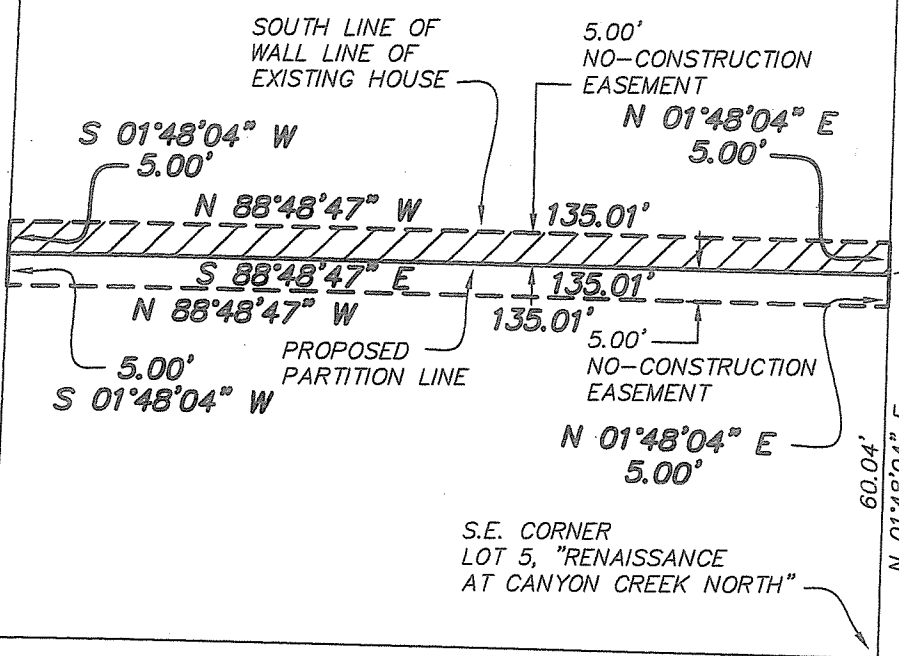 SOUTH LINE OF
WALL LINE OF
EXISTING HOUSE
5.00'
NO-CONSTRUCTION
EASEMENT
N 01°48'04" E
5.00'
S 01°48'04" W
5.00'
N 88°48'47" W
135.01'
S 88°48'47" E
135.01'
N 88°48'47" W
135.01'
5.00'
S 01°48'04" W
PROPOSED
PARTITION LINE
5.00'
NO-CONSTRUCTION
EASEMENT
N 01°48'04" E
5.00'
60.04'
N 01°48'04" E
S.E. CORNER
LOT 5, "RENAISSANCE
AT CANYON CREEK NORTH"